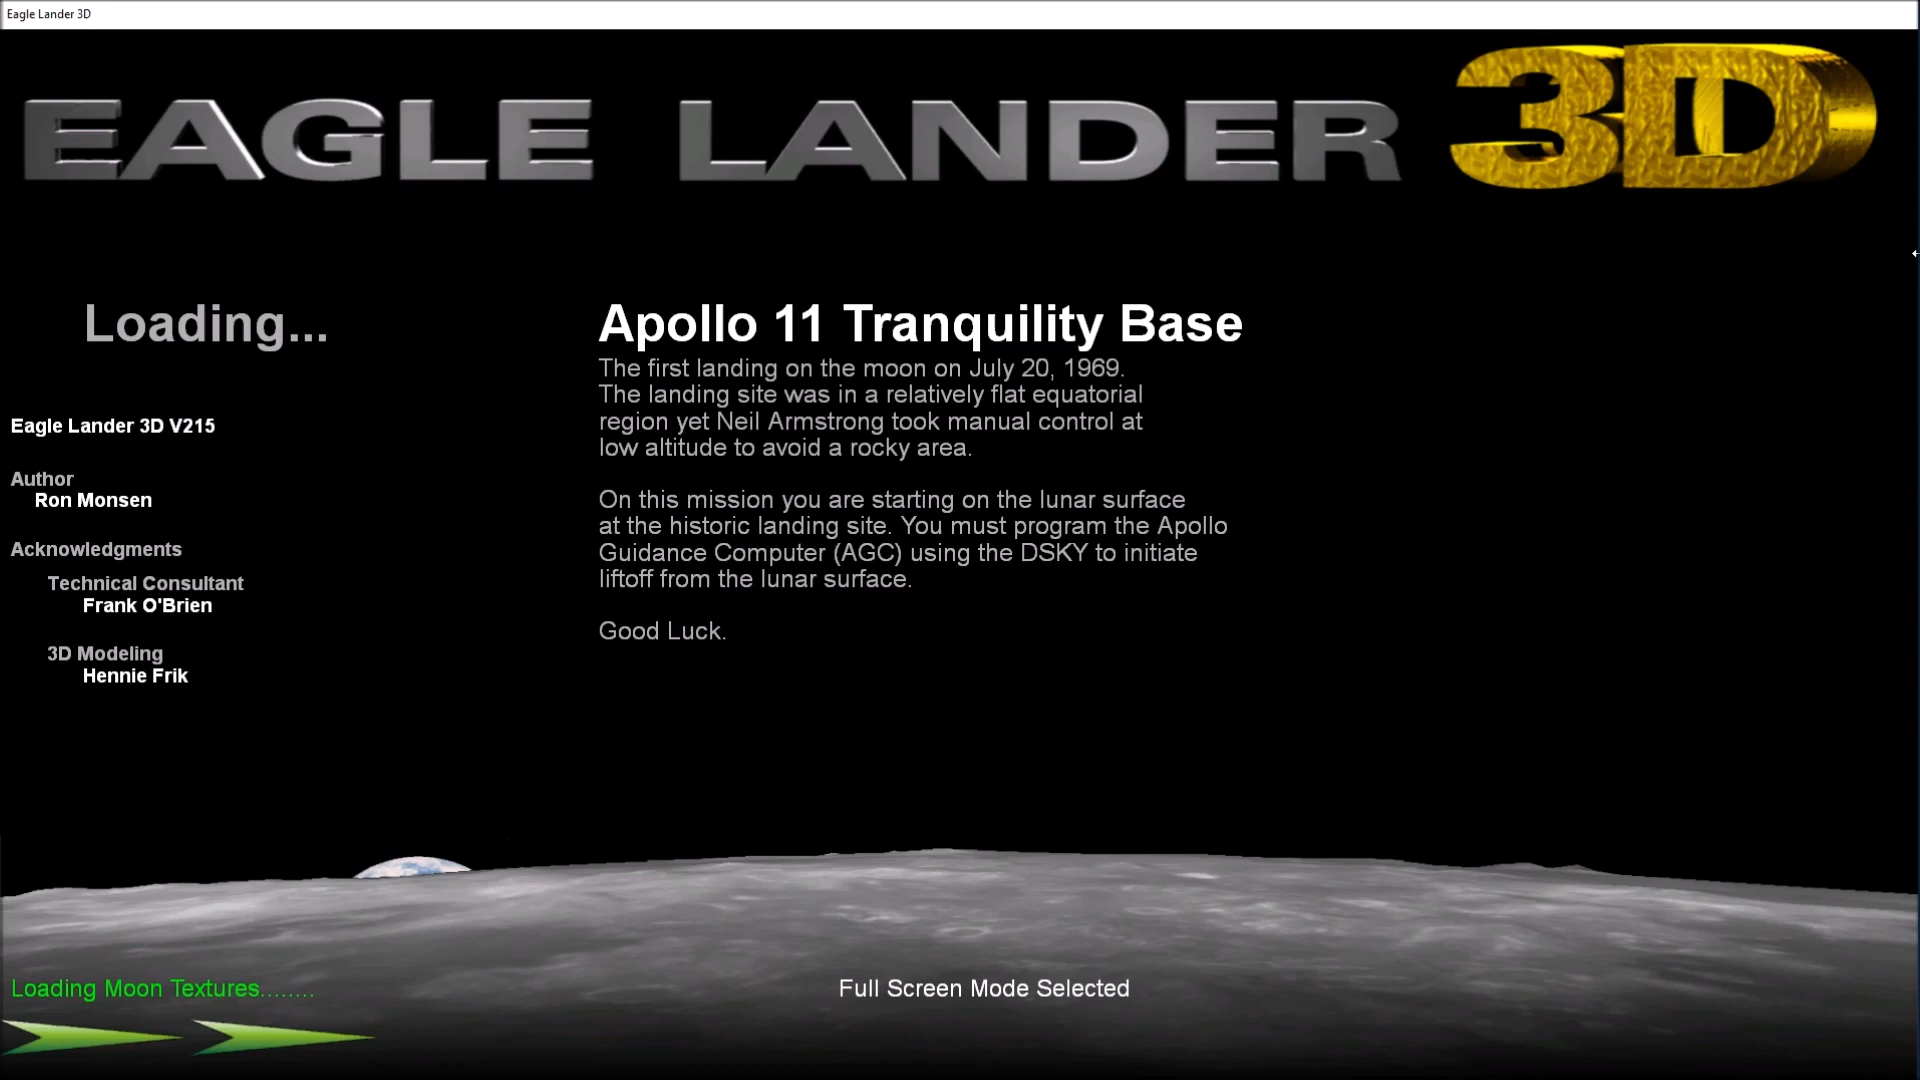 Eagle Lander 3D
EAGLE LANDER 3D
Loading...
Eagle Lander 3D V215
Author
Ron Monsen
Acknowledgments
Technical Consultant
Frank O'Brien
3D Modeling
Hennie Frik
Apollo 11 Tranquility Base
The first landing on the moon on July 20, 1969.
The landing site was in a relatively flat equatorial
region yet Neil Armstrong took manual control at
low altitude to avoid a rocky area.
On this mission you are starting on the lunar surface
at the historic landing site. You must program the Apollo
Guidance Computer (AGC) using the DSKY to initiate
liftoff from the lunar surface.
Good Luck.
Loading Moon Textures........
Full Screen Mode Selected